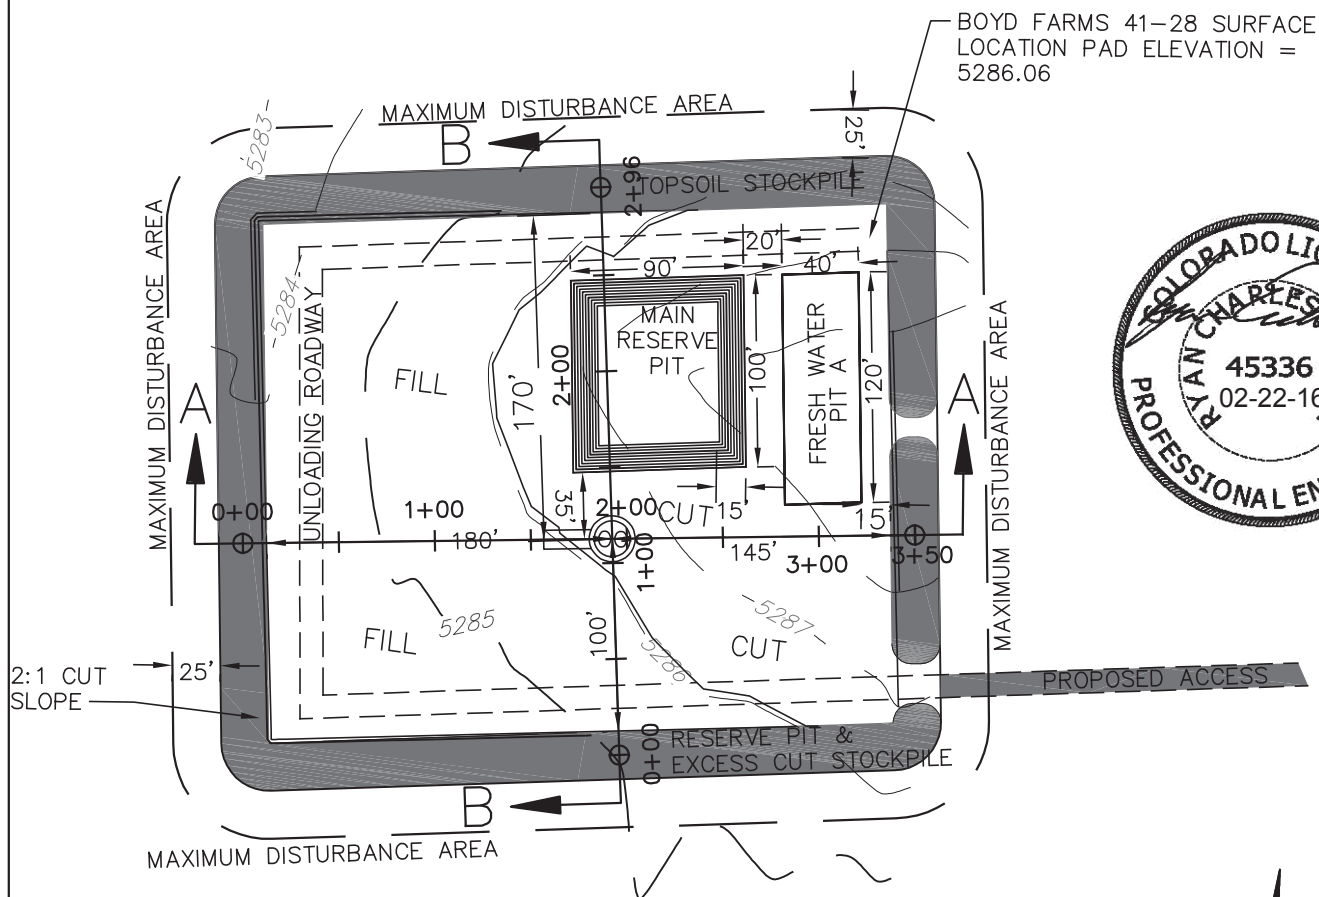 BOYD FARMS 41-28 SURFACE
LOCATION PAD ELEVATION =
5286.06
MAXIMUM DISTURBANCE AREA
B
25'
5283
2+96
TOPSOIL STOCKPILE
MAXIMUM DISTURBANCE AREA
20'
90'
40'
5284
UNLOADING ROADWAY
MAIN
RESERVE
PIT
FILL
2+00
170'
100'
FRESH WATER
PIT A
120'
MAXIMUM DISTURBANCE AREA
A
A
35'
0+00
1+00
2+00
CUT
15'
15'
180'
1+00
145'
3+00
3+50
FILL
5285
100'
5286
5287
CUT
2:1 CUT
SLOPE
25'
PROPOSED ACCESS
0+00
RESERVE PIT &
EXCESS CUT STOCKPILE
B
MAXIMUM DISTURBANCE AREA
COLORADO LIC
RYAN CHARLES
45336
02-22-16
PROFESSIONAL EN